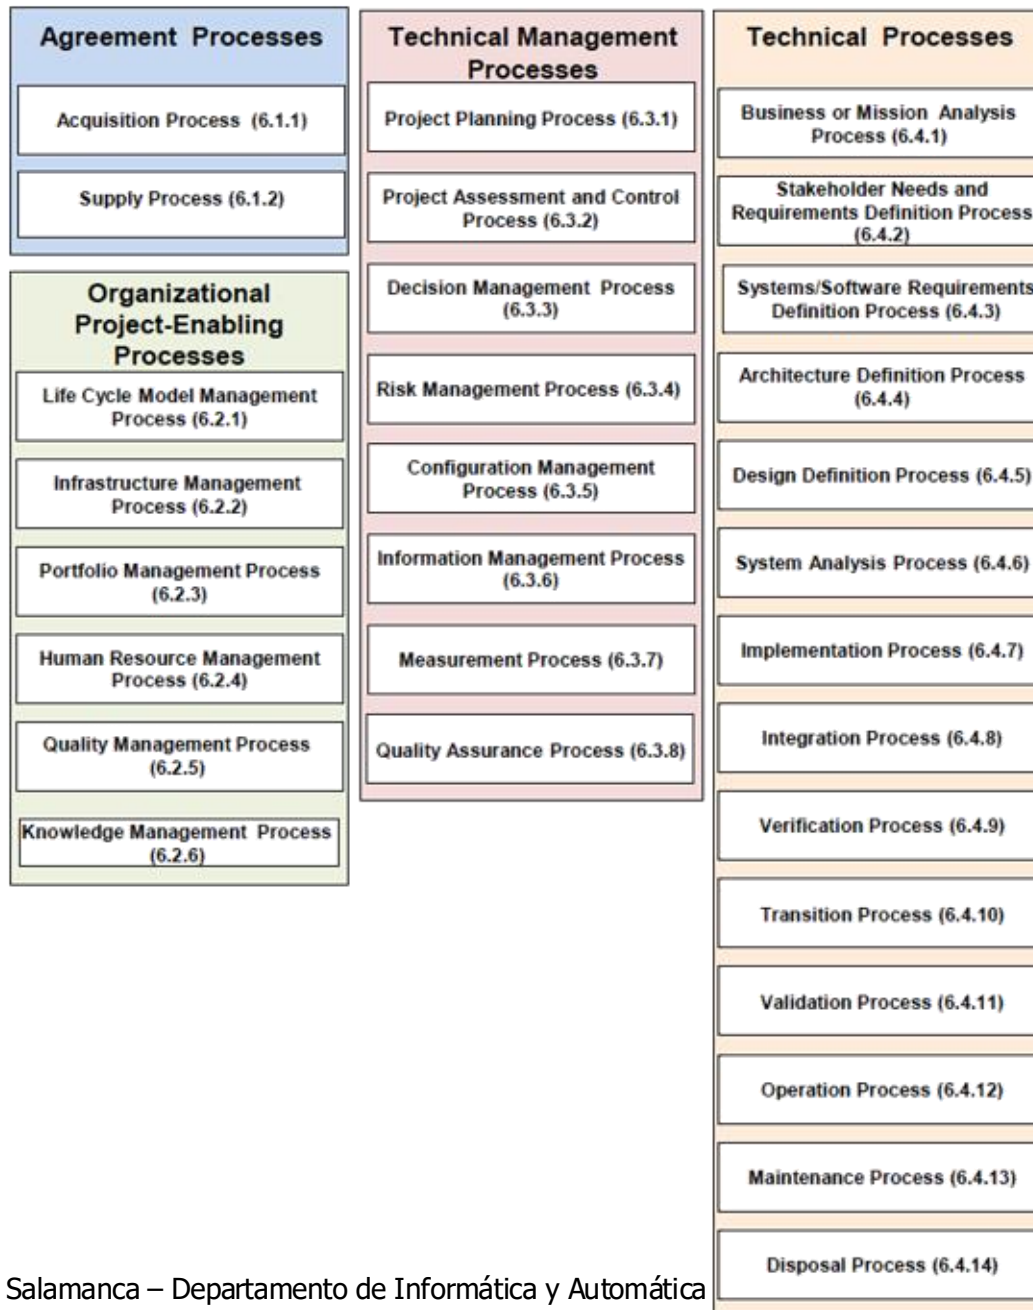 Agreement Processes
Acquisition Process (6.1.1)
Supply Process (6.1.2)
Organizational
Project-Enabling
Processes
Life Cycle Model Management
Process (6.2.1)
Infrastructure Management
Process (6.2.2)
Portfolio Management Process
(6.2.3)
Human Resource Management
Process (6.2.4)
Quality Management Process
(6.2.5)
Knowledge Management Process
(6.2.6)
Technical Management
Processes
Project Planning Process (6.3.1)
Project Assessment and Control
Process (6.3.2)
Decision Management Process
(6.3.3)
Risk Management Process (6.3.4)
Configuration Management
Process (6.3.5)
Information Management Process
(6.3.6)
Measurement Process (6.3.7)
Quality Assurance Process (6.3.8)
Technical Processes
Business or Mission Analysis
Process (6.4.1)
Stakeholder Needs and
Requirements Definition Process
(6.4.2)
Systems/Software Requirements
Definition Process (6.4.3)
Architecture Definition Process
(6.4.4)
Design Definition Process (6.4.5)
System Analysis Process (6.4.6)
Implementation Process (6.4.7)
Integration Process (6.4.8)
Verification Process (6.4.9)
Transition Process (6.4.10)
Validation Process (6.4.11)
Operation Process (6.4.12)
Maintenance Process (6.4.13)
Disposal Process (6.4.14)
Salamanca – Departamento de Informática y Automática